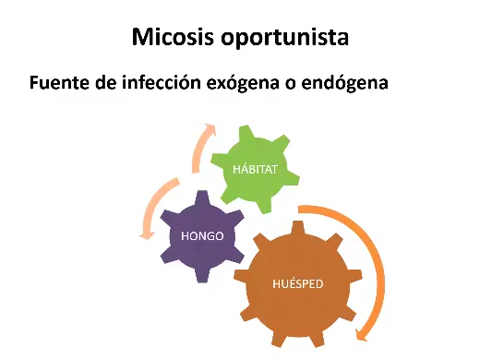 Micosis oportunista
Fuente de infección exógena o endógena
HÁBITAT
HONGO
HUÉSPED